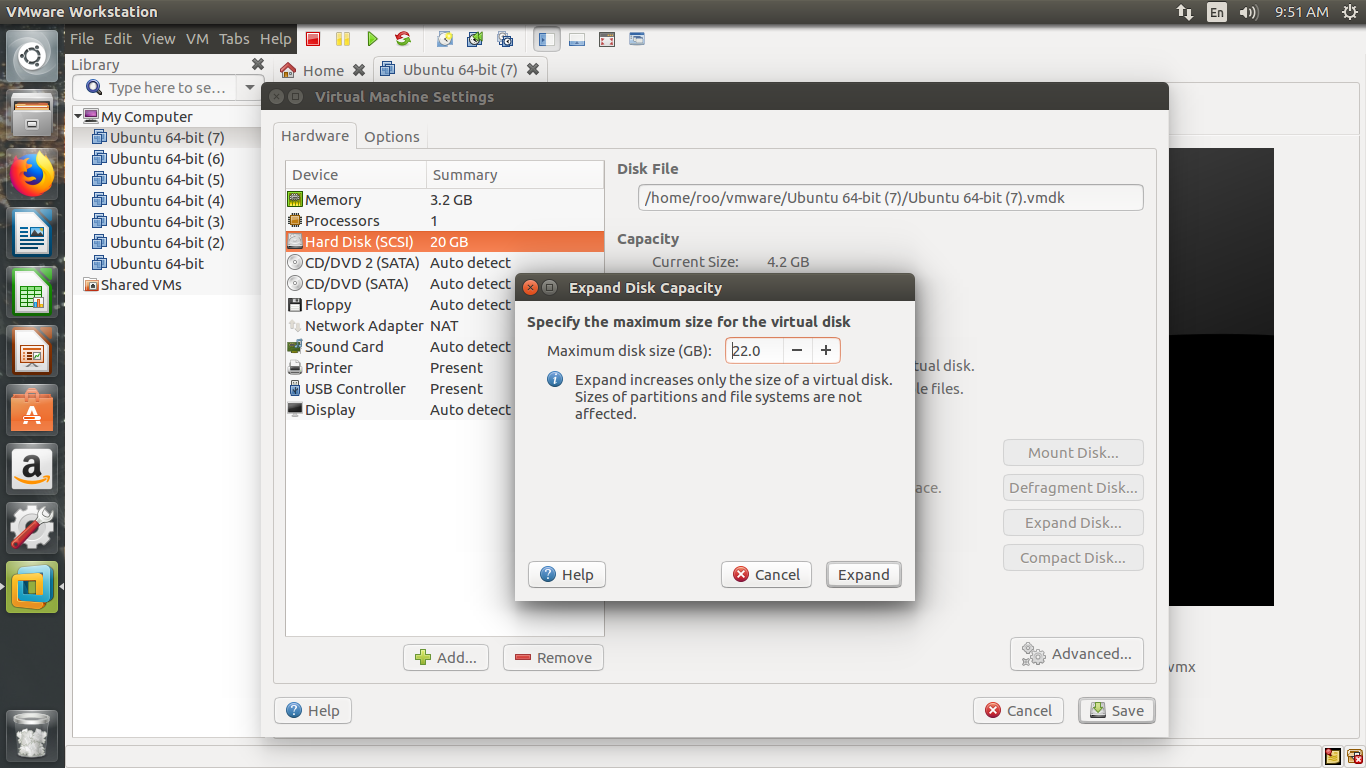 VMware Workstation
En
9:51 AM
File Edit View VM Tabs Help
Library
Type here to se...
My Computer
Ubuntu 64-bit (7)
Ubuntu 64-bit (6)
Ubuntu 64-bit (5)
Ubuntu 64-bit (4)
Ubuntu 64-bit (3)
Ubuntu 64-bit (2)
Ubuntu 64-bit
Shared VMs
Home
Ubuntu 64-bit (7)
Virtual Machine Settings
Hardware
Options
Device Summary
Memory 3.2 GB
Processors 1
Hard Disk (SCSI) 20 GB
CD/DVD 2 (SATA) Auto detect
CD/DVD (SATA) Auto detect
Floppy Auto detect
Network Adapter NAT
Sound Card Auto detect
Printer Present
USB Controller Present
Display Auto detect
Add...
Remove
Disk File
/home/roo/vmware/Ubuntu 64-bit (7)/Ubuntu 64-bit (7).vmdk
Capacity
Current Size: 4.2 GB
tual disk.
le files.
Mount Disk...
ace.
Defragment Disk...
Expand Disk...
Compact Disk...
Advanced...
Expand Disk Capacity
Specify the maximum size for the virtual disk
Maximum disk size (GB): 22.0
Expand increases only the size of a virtual disk.
Sizes of partitions and file systems are not
affected.
Help
Cancel
Expand
Help
Cancel
Save
vmx
a
A